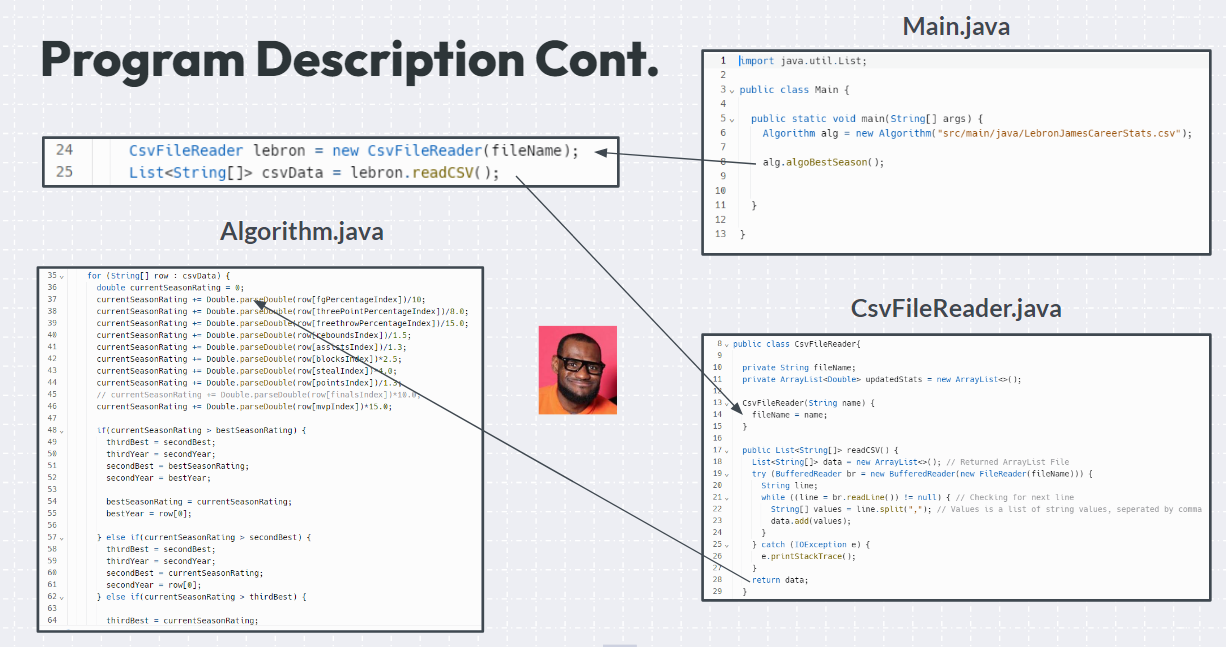 Program Description Cont.
24 CsvFileReader lebron = new CsvFileReader(fileName);
25 List<String[]> csvData = lebron.readCSV();
Main.java
1 import java.util.List;
2
3 public class Main {
4
5 public static void main(String[] args) {
6 Algorithm alg = new Algorithm("src/main/java/LebronJamesCareerStats.csv");
7
8 alg.algoBestSeason();
9
10
11 }
12
13 }
Algorithm.java
35 for (String[] row : csvData) {
36 double currentSeasonRating = 0;
37 currentSeasonRating += Double.parseDouble(row[fgPercentageIndex])/10;
38 currentSeasonRating += Double.parseDouble(row[threePointPercentageIndex])/8.0;
39 currentSeasonRating += Double.parseDouble(row[freethrowPercentageIndex])/15.0;
40 currentSeasonRating += Double.parseDouble(row[reboundsIndex])/1.5;
41 currentSeasonRating += Double.parseDouble(row[assistsIndex])/1.3;
42 currentSeasonRating += Double.parseDouble(row[blocksIndex])*2.5;
43 currentSeasonRating += Double.parseDouble(row[stealIndex])*4.0;
44 currentSeasonRating += Double.parseDouble(row[pointsIndex])/1.3;
45 // currentSeasonRating += Double.parseDouble(row[finalsIndex])*10.0;
46 currentSeasonRating += Double.parseDouble(row[mvpIndex])*15.0;
47
48 if(currentSeasonRating > bestSeasonRating) {
49 thirdBest = secondBest;
50 thirdYear = secondYear;
51 secondBest = bestSeasonRating;
52 secondYear = bestYear;
53
54 bestSeasonRating = currentSeasonRating;
55 bestYear = row[0];
56
57 } else if(currentSeasonRating > secondBest) {
58 thirdBest = secondBest;
59 thirdYear = secondYear;
60 secondBest = currentSeasonRating;
61 secondYear = row[0];
62 } else if(currentSeasonRating > thirdBest) {
63
64 thirdBest = currentSeasonRating;
CsvFileReader.java
8 public class CsvFileReader{
9
10 private String fileName;
11 private ArrayList<Double> updatedStats = new ArrayList<>();
12
13 CsvFileReader(String name) {
14 fileName = name;
15 }
16
17 public List<String[]> readCSV() {
18 List<String[]> data = new ArrayList<>(); // Returned ArrayList File
19 try (BufferedReader br = new BufferedReader(new FileReader(fileName))) {
20 String line;
21 while ((line = br.readLine()) != null) { // Checking for next line
22 String[] values = line.split(","); // Values is a list of string values, seperated by comma
23 data.add(values);
24 }
25 } catch (IOException e) {
26 e.printStackTrace();
27 }
28 return data;
29 }